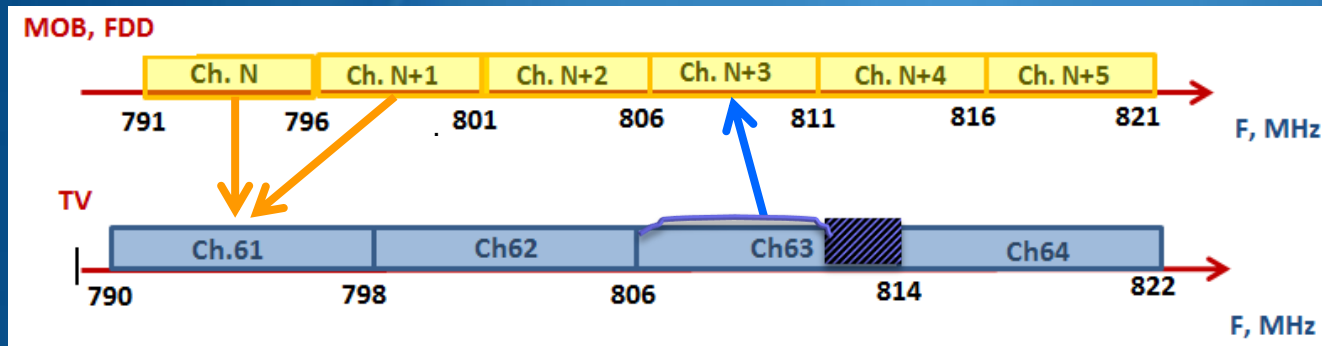 MOB, FDD
Ch. N Ch. N+1 Ch. N+2 Ch. N+3 Ch. N+4 Ch. N+5
791 796 . 801 806 811 816 821
F, MHz
TV
Ch.61 Ch62 Ch63 Ch64
790 798 806 814 822
F, MHz